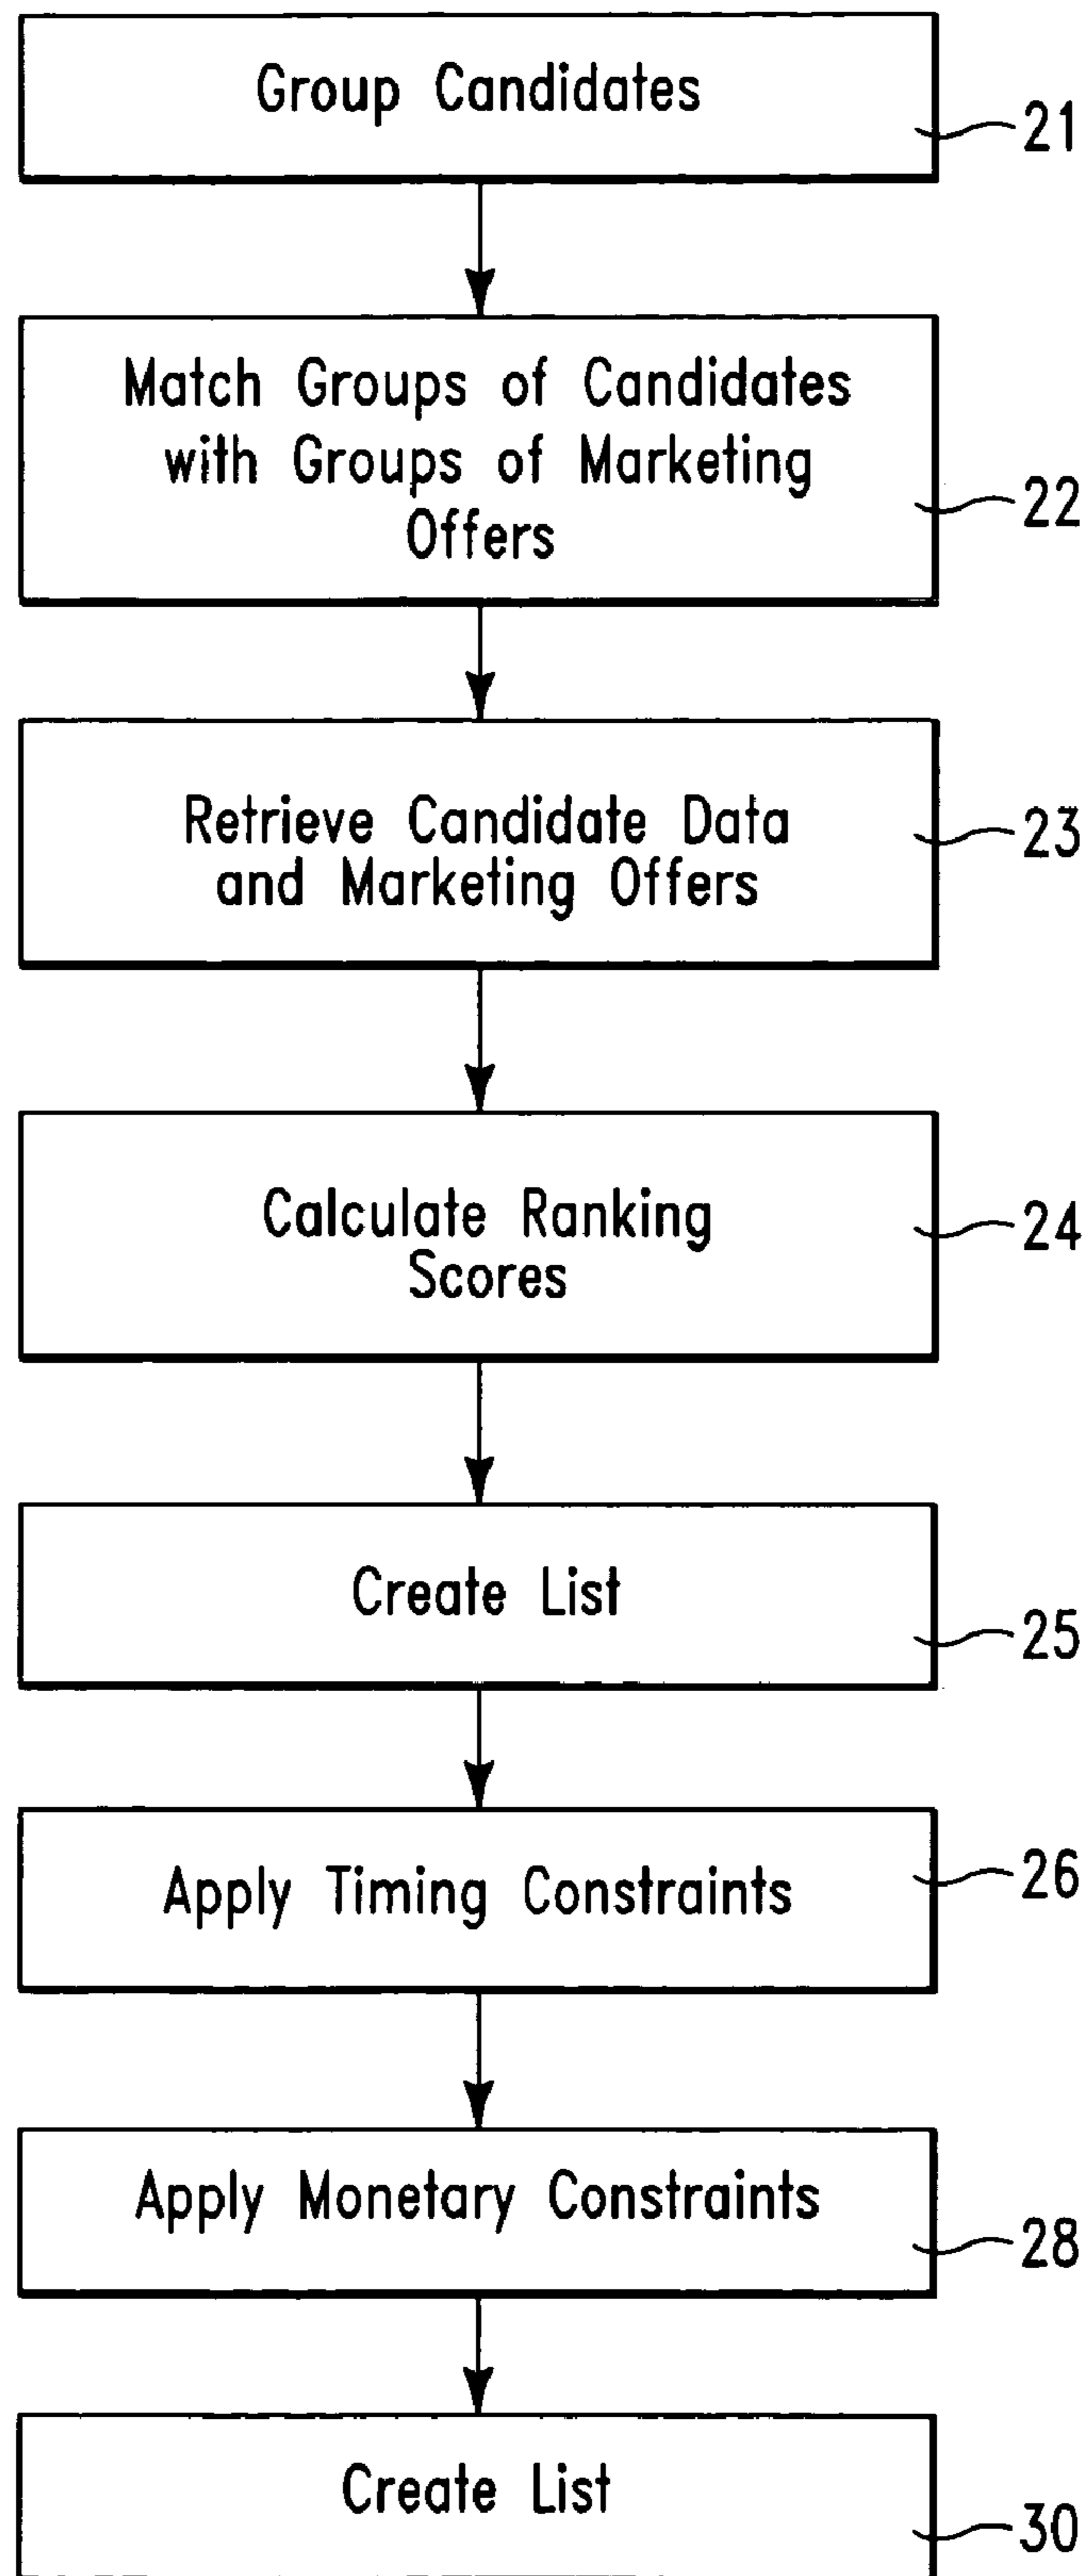 Group Candidates
21
Match Groups of Candidates
with Groups of Marketing
Offers
22
Retrieve Candidate Data
and Marketing Offers
23
Calculate Ranking
Scores
24
Create List
25
Apply Timing Constraints
26
Apply Monetary Constraints
28
Create List
30